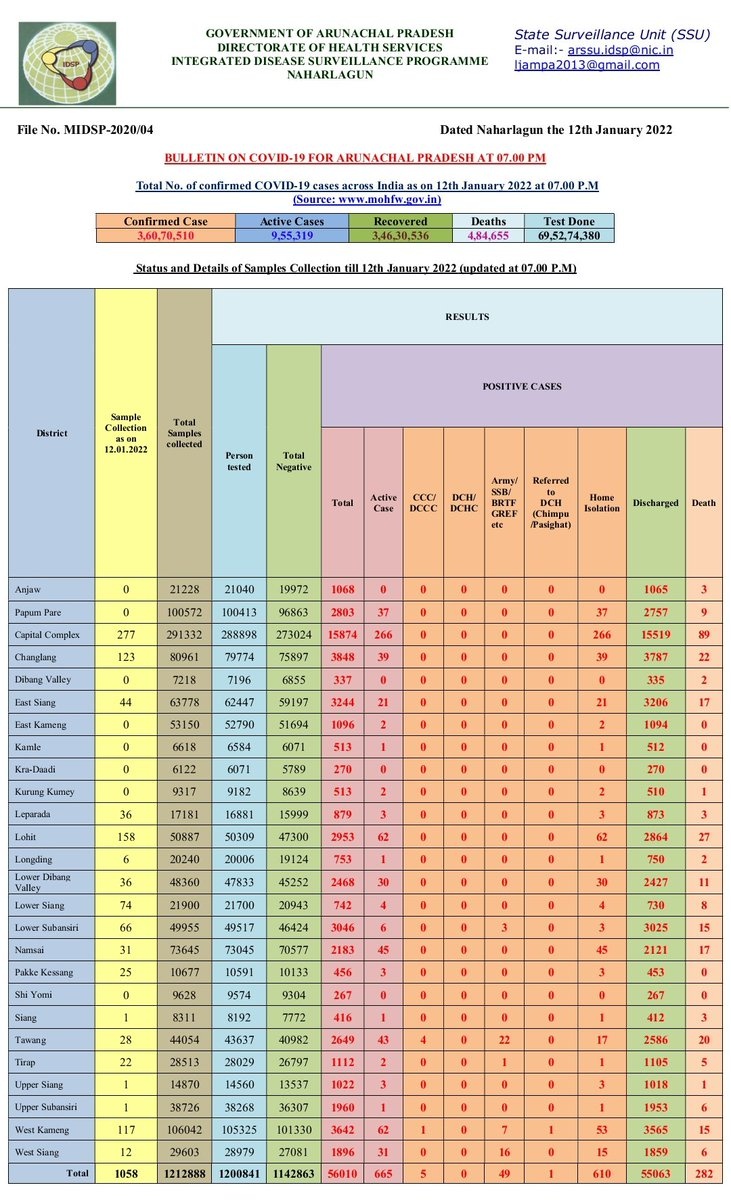 IDSP
GOVERNMENT OF ARUNACHAL PRADESH
DIRECTORATE OF HEALTH SERVICES
INTEGRATED DISEASE SURVEILLANCE PROGRAMME
NAHARLAGUN
State Surveillance Unit (SSU)
E-mail:- arssu.idsp@nic.in
ljampa2013@gmail.com
File No. MIDSP-2020/04 Dated Naharlagun the 12th January 2022
BULLETIN ON COVID-19 FOR ARUNACHAL PRADESH AT 07.00 PM
Total No. of confirmed COVID-19 cases across India as on 12th January 2022 at 07.00 P.M
(Source: www.mohfw.gov.in)
Confirmed Case Active Cases Recovered Deaths Test Done
3,60,70,510 9,55,319 3,46,30,536 4,84,655 69,52,74,380
Status and Details of Samples Collection till 12th January 2022 (updated at 07.00 P.M)
RESULTS
POSITIVE CASES
District
Sample
Collection
as on
12.01.2022
Total
Samples
collected
Person
tested
Total
Negative
Total
Active
Case
CCC/
DCCC
DCH/
DCHC
Army/
SSB/
BRTF
GREF
etc
Referred
to
DCH
(Chimpu
/Pasighat)
Home
Isolation
Discharged
Death
Anjaw 0 21228 21040 19972 1068 0 0 0 0 0 0 1065 3
Papum Pare 0 100572 100413 96863 2803 37 0 0 0 0 37 2757 9
Capital Complex 277 291332 288898 273024 15874 266 0 0 0 0 266 15519 89
Changlang 123 80961 79774 75897 3848 39 0 0 0 0 39 3787 22
Dibang Valley 0 7218 7196 6855 337 0 0 0 0 0 0 335 2
East Siang 44 63778 62447 59197 3244 21 0 0 0 0 21 3206 17
East Kameng 0 53150 52790 51694 1096 2 0 0 0 0 2 1094 0
Kamle 0 6618 6584 6071 513 1 0 0 0 0 1 512 0
Kra-Daadi 0 6122 6071 5789 270 0 0 0 0 0 0 270 0
Kurung Kumey 0 9317 9182 8639 513 2 0 0 0 0 2 510 1
Leparada 36 17181 16881 15999 879 3 0 0 0 0 3 873 3
Lohit 158 50887 50309 47300 2953 62 0 0 0 0 62 2864 27
Longding 6 20240 20006 19124 753 1 0 0 0 0 1 750 2
Lower Dibang
Valley 36 48360 47833 45252 2468 30 0 0 0 0 30 2427 11
Lower Siang 74 21900 21700 20943 742 4 0 0 0 0 4 730 8
Lower Subansiri 66 49955 49517 46424 3046 6 0 0 3 0 3 3025 15
Namsai 31 73645 73045 70577 2183 45 0 0 0 0 45 2121 17
Pakke Kessang 25 10677 10591 10133 456 3 0 0 0 0 3 453 0
Shi Yomi 0 9628 9574 9304 267 0 0 0 0 0 0 267 0
Siang 1 8311 8192 7772 416 1 0 0 0 0 1 412 3
Tawang 28 44054 43637 40982 2649 43 4 0 22 0 17 2586 20
Tirap 22 28513 28029 26797 1112 2 0 0 1 0 1 1105 5
Upper Siang 1 14870 14560 13537 1022 3 0 0 0 0 3 1018 1
Upper Subansiri 1 38726 38268 36307 1960 1 0 0 0 0 1 1953 6
West Kameng 117 106042 105325 101330 3642 62 1 0 7 1 53 3565 15
West Siang 12 29603 28979 27081 1896 31 0 0 16 0 15 1859 6
Total 1058 1212888 1200841 1142863 56010 665 5 0 49 1 610 55063 282